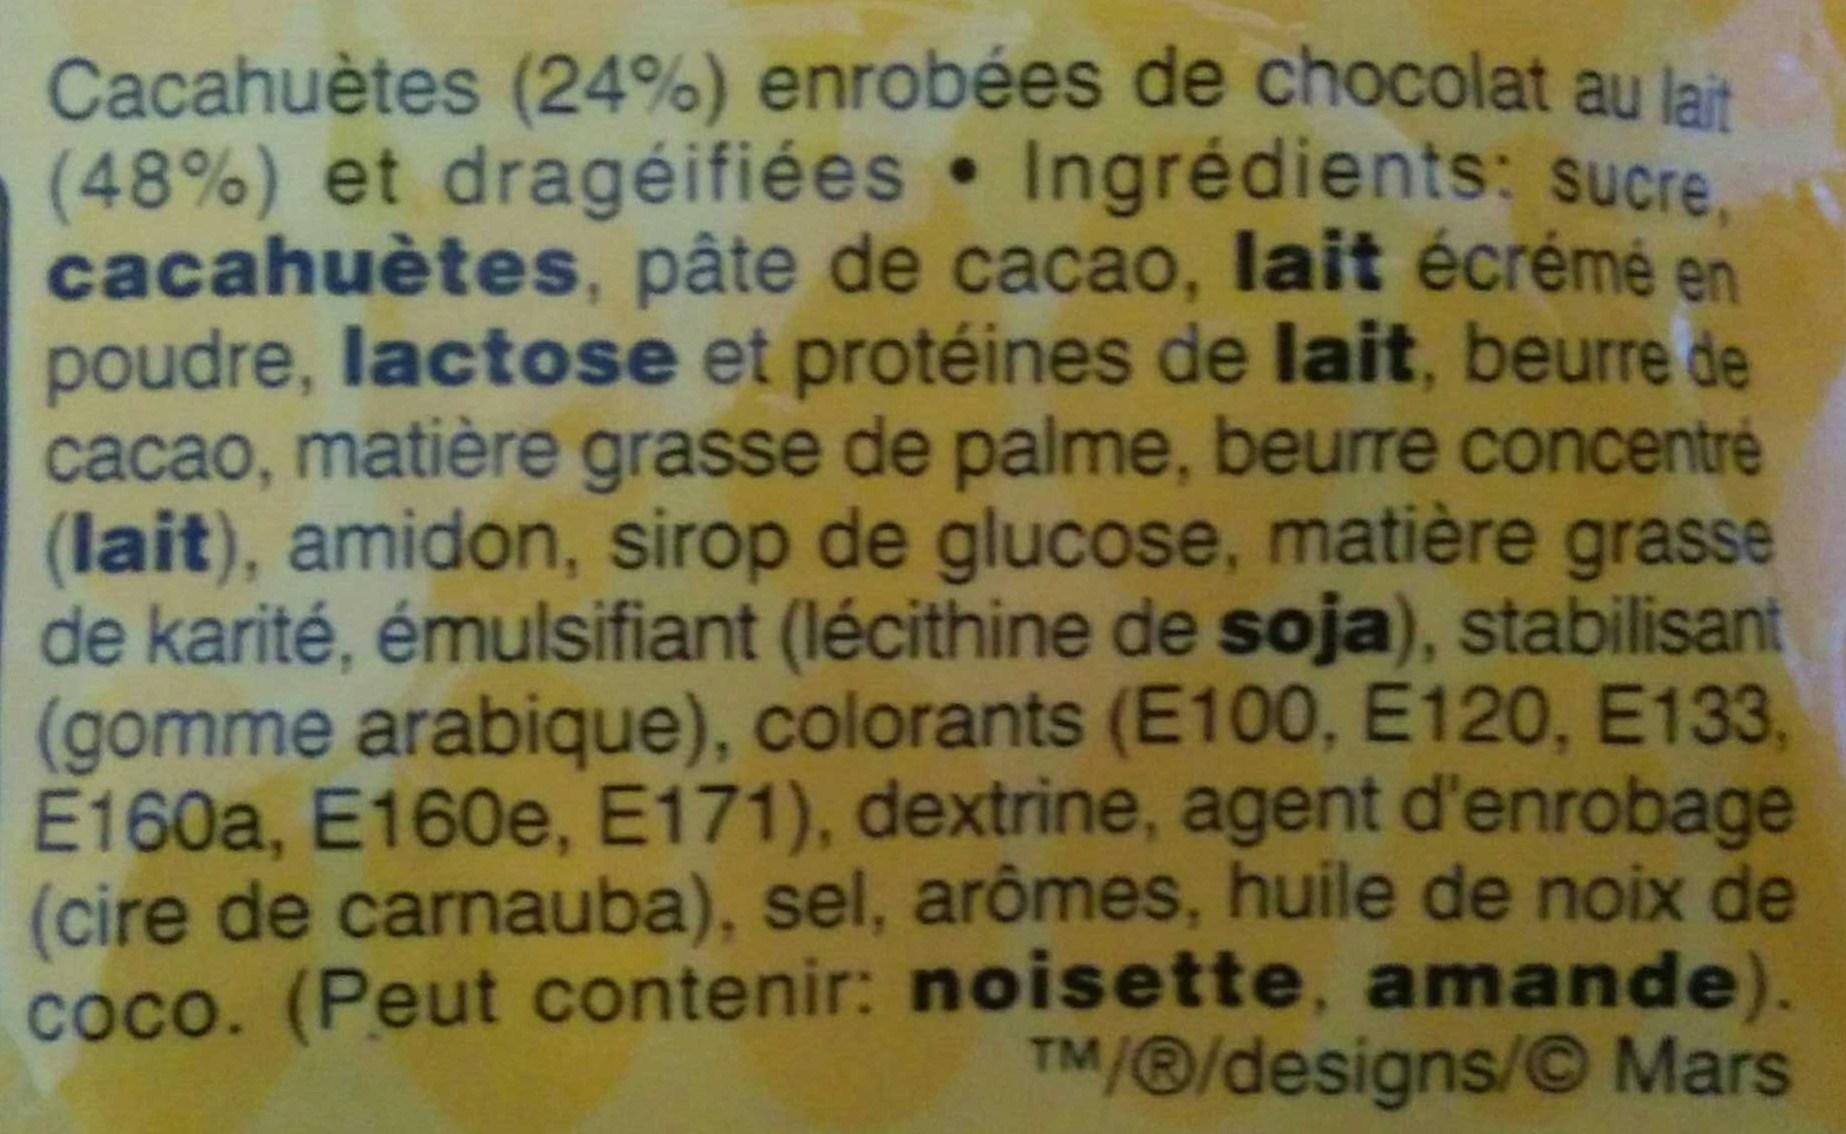 Cacahuètes (24%) enrobées de chocolat au lait
(48%) et dragéifiées • Ingrédients: sucre,
cacahuètes, pâte de cacao, lait écrémé en
poudre, lactose et protéines de lait, beurre de
cacao, matière grasse de palme, beurre concentré
(lait), amidon, sirop de glucose, matière grasse
de karité, émulsifiant (lécithine de soja), stabilisant
(gomme arabique), colorants (E100, E120, E133,
E160a, E160e, E171), dextrine, agent d'enrobage
(cire de carnauba), sel, arômes, huile de noix de
coco. (Peut contenir: noisette, amande).
™/®/designs/© Mars